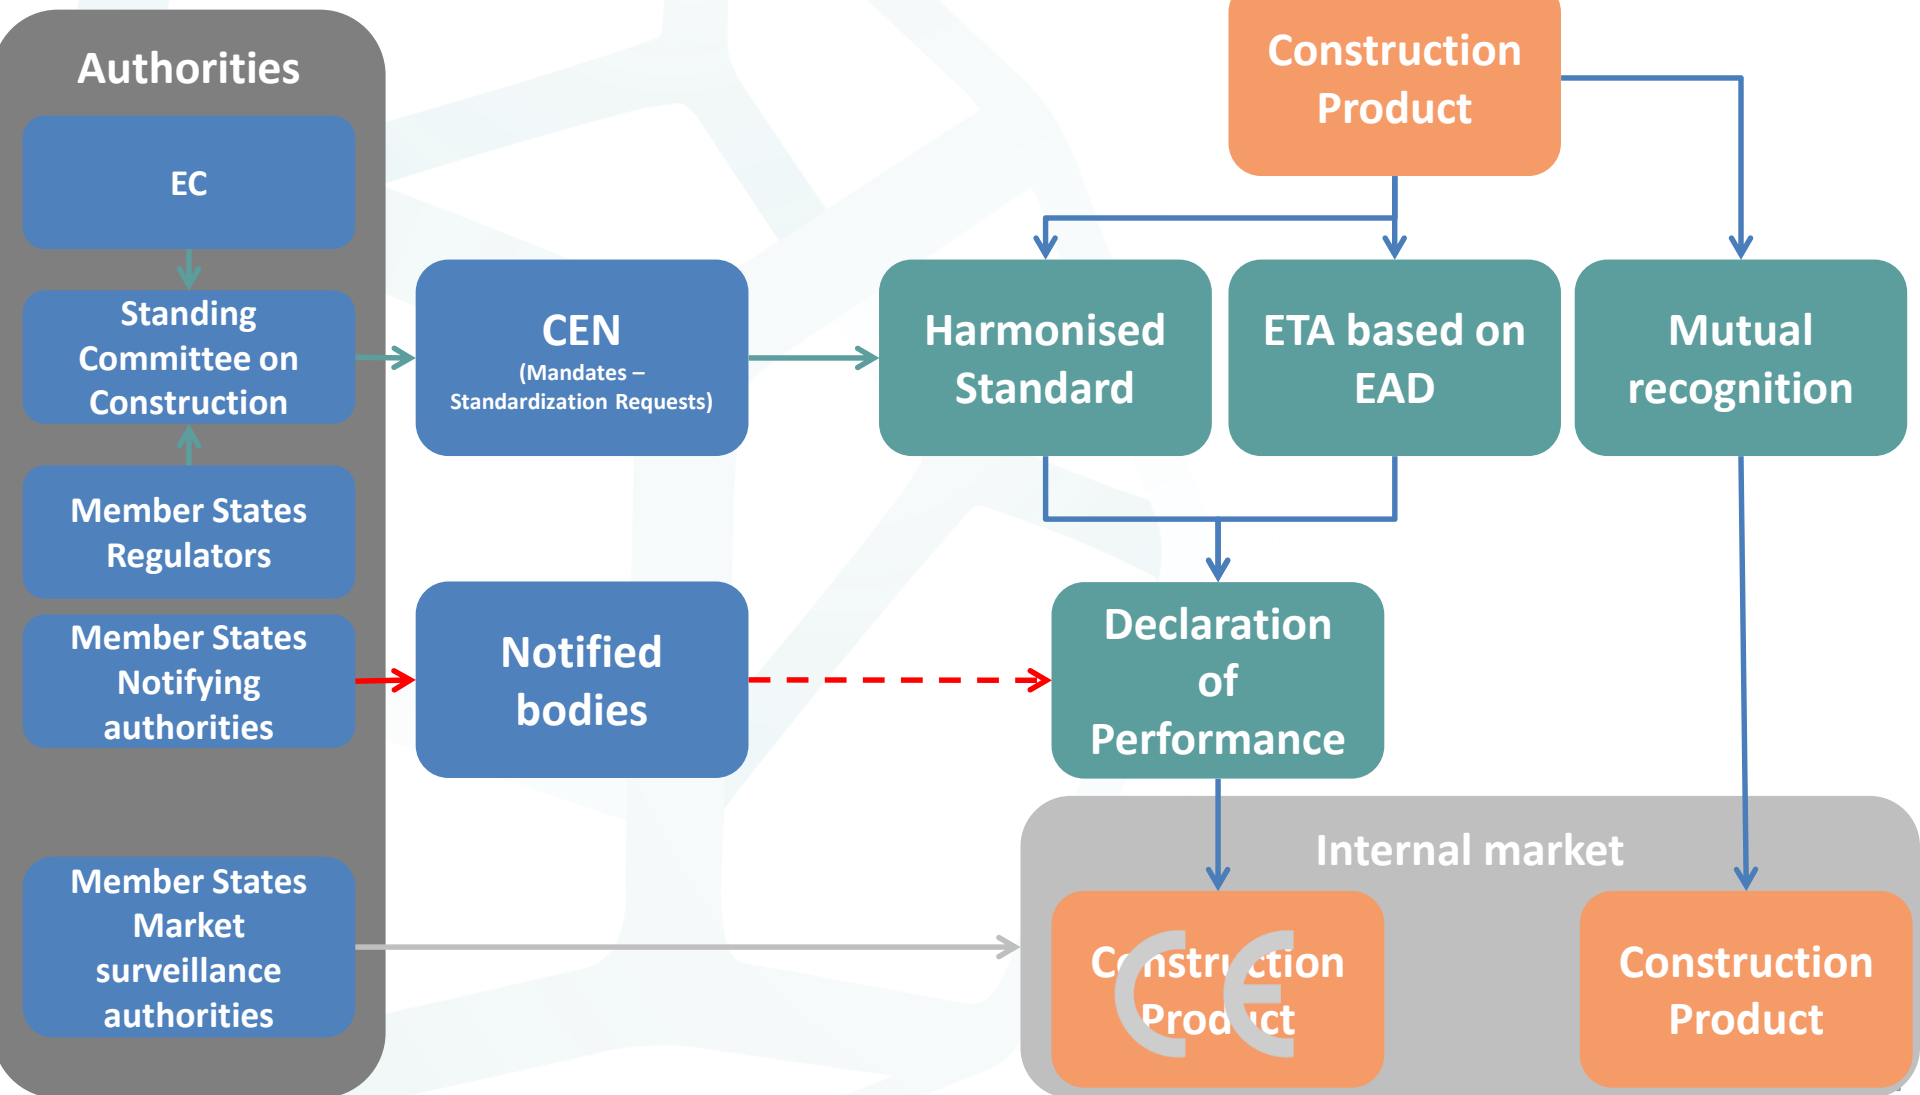 Authorities
EC
Standing
Committee on
Construction
Member States
Regulators
Member States
Notifying
authorities
Member States
Market
surveillance
authorities
CEN
(Mandates –
Standardization Requests)
Notified
bodies
Construction
Product
Harmonised
Standard
ETA based on
EAD
Mutual
recognition
Declaration
of
Performance
Internal market
Construction
Product
CE
Construction
Product